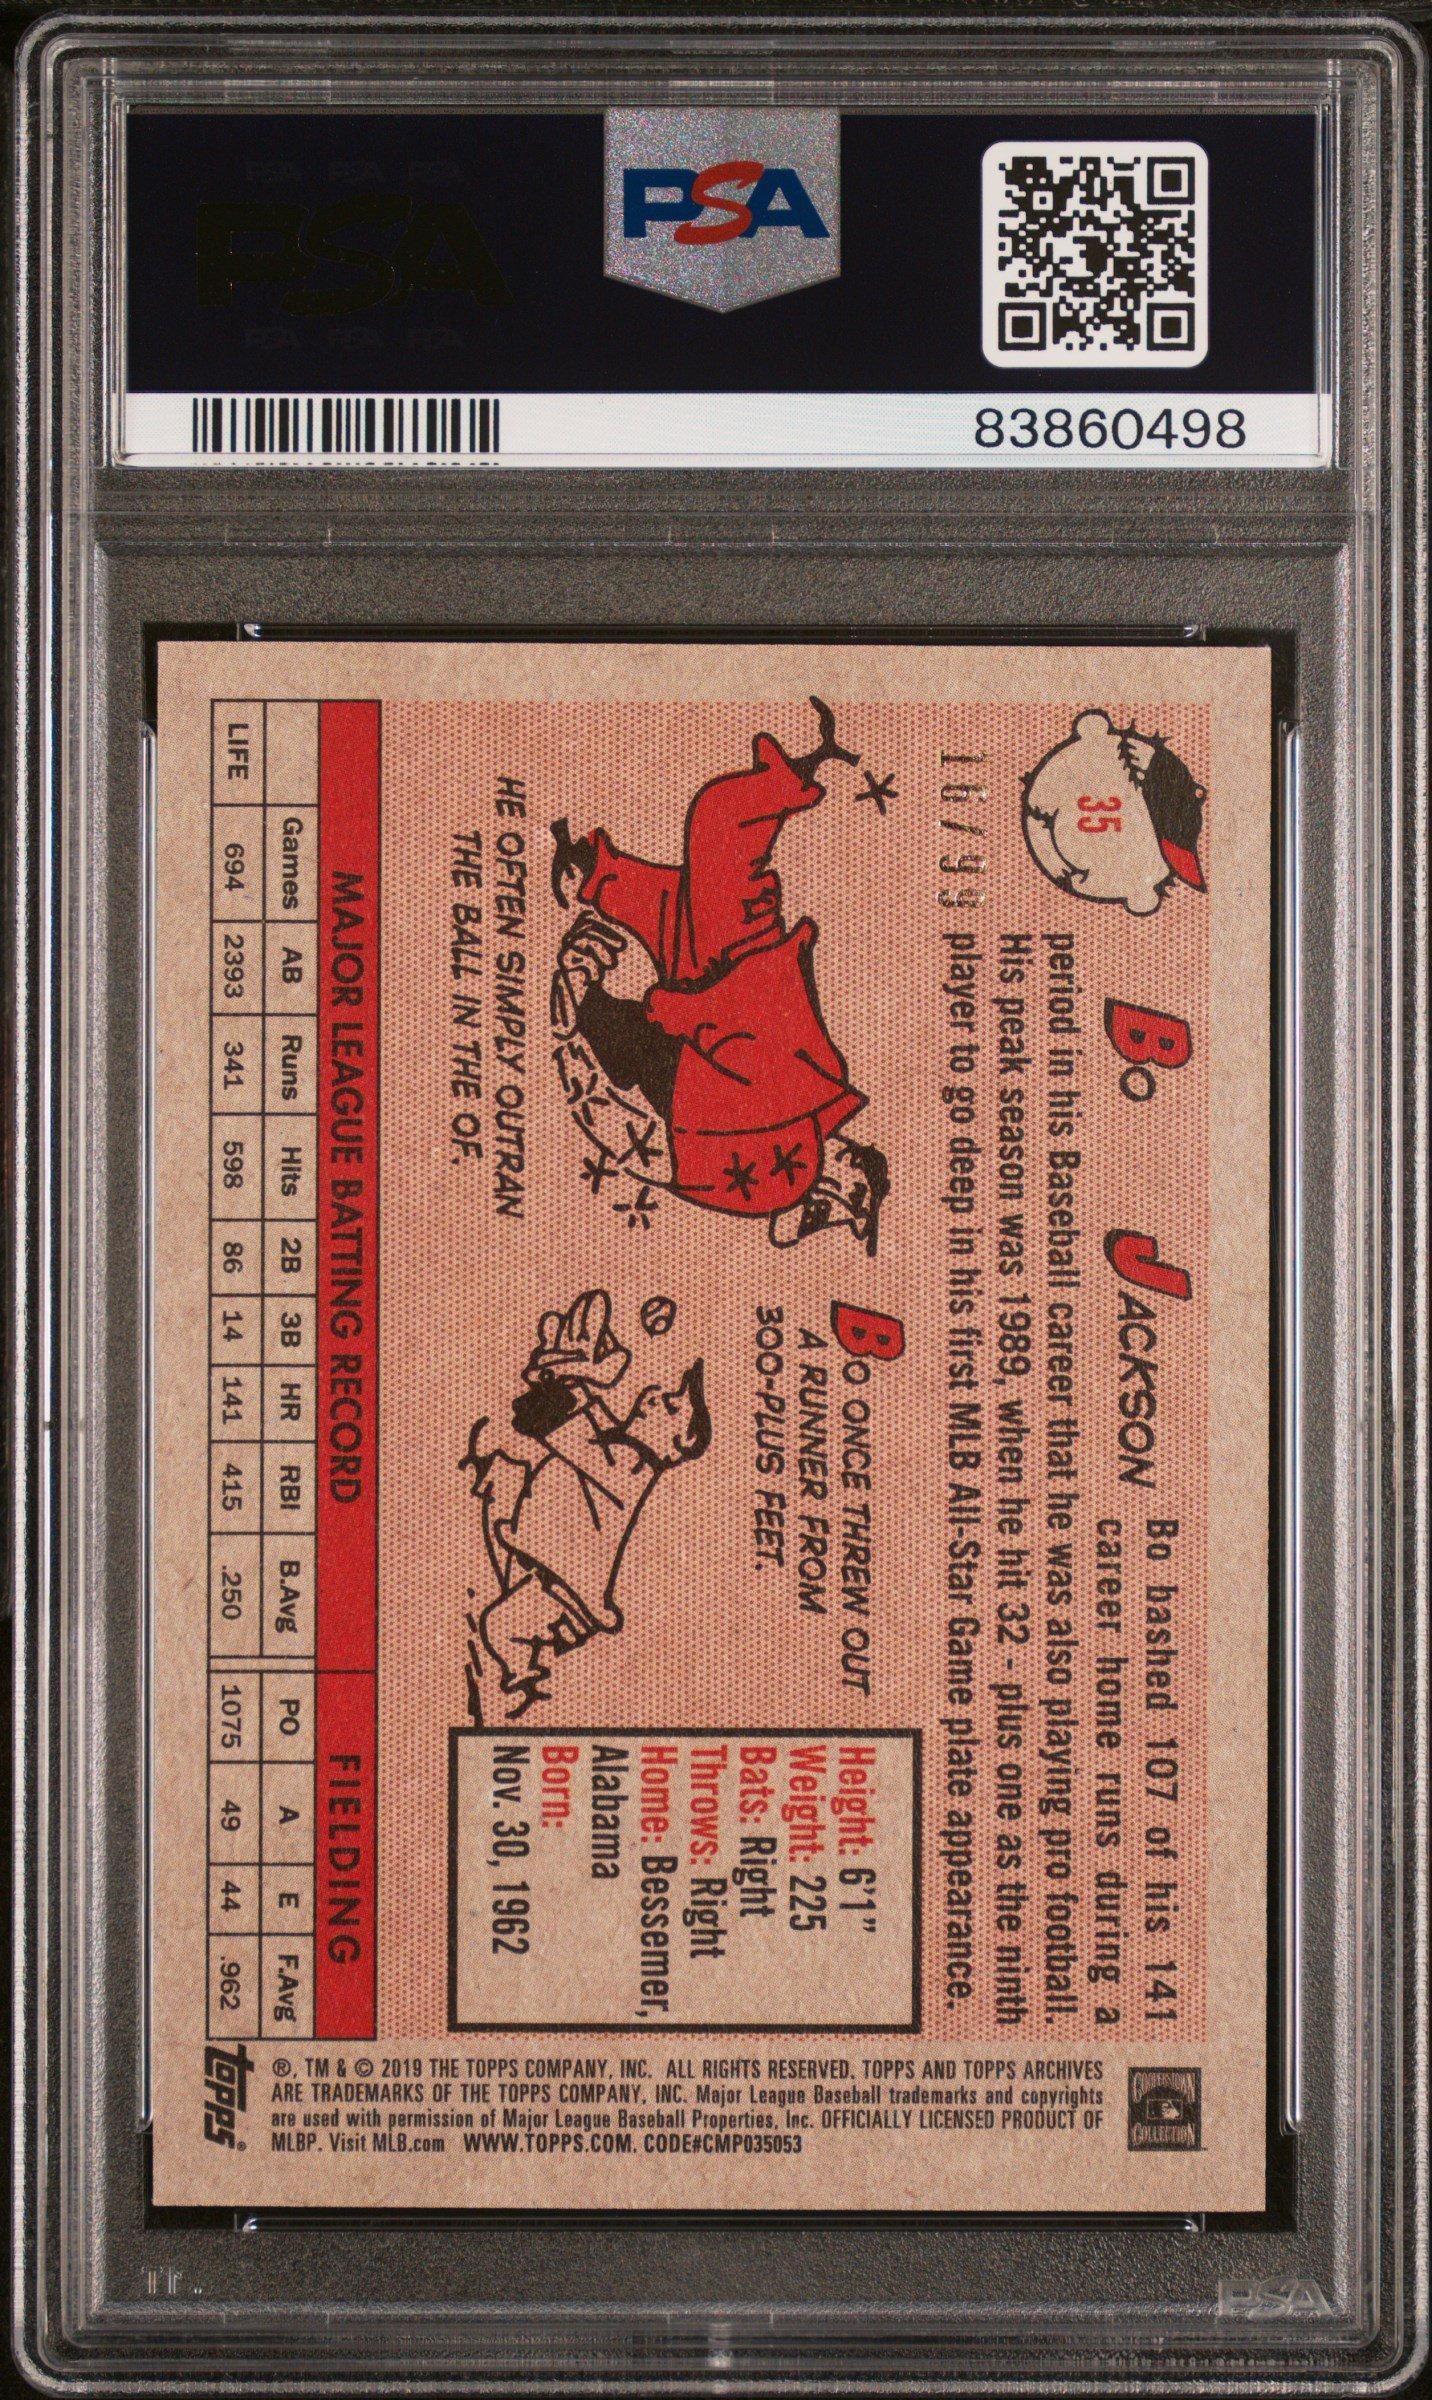 PSA
83860498
35
16/99
BO JACKSON
Bo bashed 107 of his 141
career home runs during a
period in his Baseball career that he was also playing pro football.
His peak season was 1989, when he hit 32 - plus one as the ninth
player to go deep in his first MLB All-Star Game plate appearance.
HE OFTEN SIMPLY OUTRAN
THE BALL IN THE OF.
BO ONCE THREW OUT
A RUNNER FROM
300-PLUS FEET.
Height: 6'1"
Weight: 225
Bats: Right
Throws: Right
Home: Bessemer,
Alabama
Born:
Nov. 30, 1962
MAJOR LEAGUE BATTING RECORD FIELDING
Games AB Runs Hits 2B 3B HR RBI B.Avg PO A E F.Avg
LIFE 694 2393 341 598 86 14 141 415 .250 1075 49 44 .962
COOPERSTOWN
COLLECTION
®, TM & © 2019 THE TOPPS COMPANY, INC. ALL RIGHTS RESERVED. TOPPS AND TOPPS ARCHIVES
ARE TRADEMARKS OF THE TOPPS COMPANY, INC. Major League Baseball trademarks and copyrights
are used with permission of Major League Baseball Properties, Inc. OFFICIALLY LICENSED PRODUCT OF
MLBP. Visit MLB.com WWW.TOPPS.COM. CODE#CMP035053
Topps®
PSA